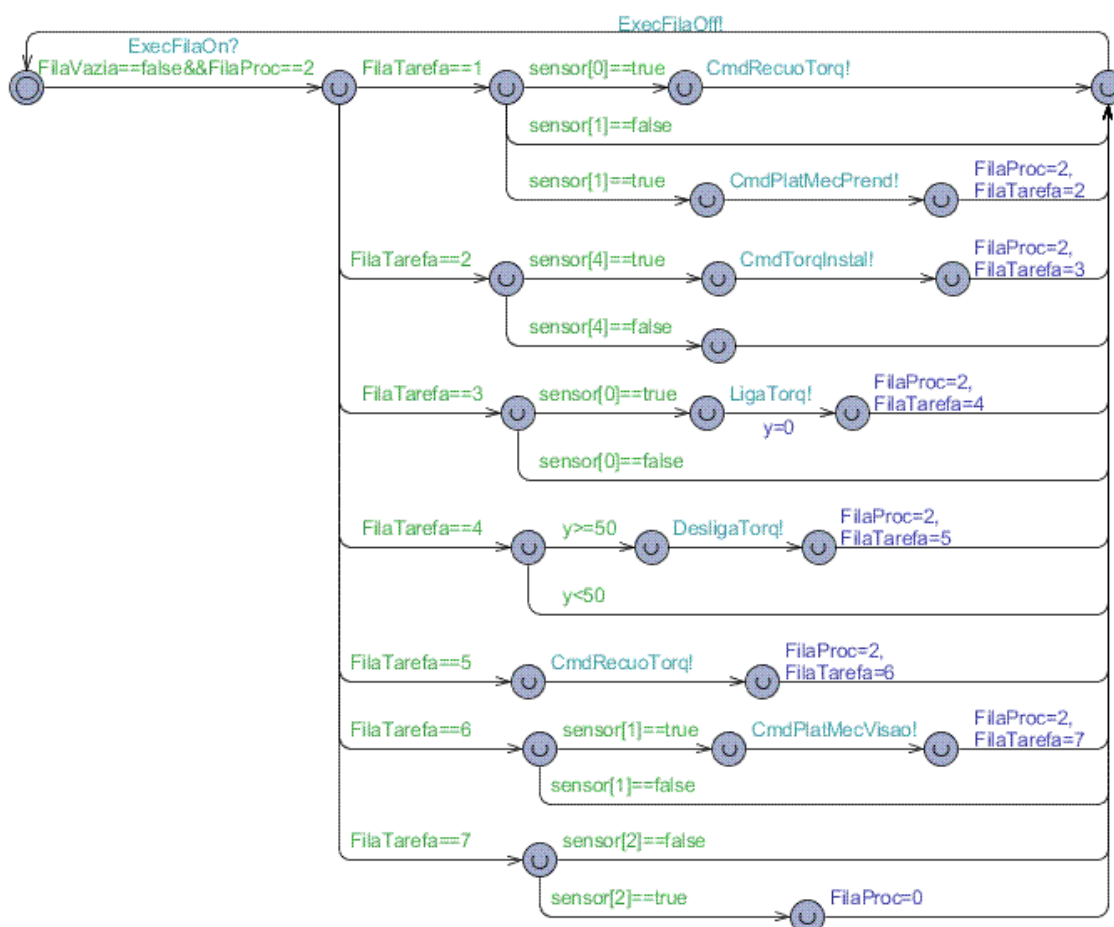 ExecFilaOff!
ExecFilaOn?
FilaVazia==false&&FilaProc==2
FilaTarefa==1
sensor[0]==true
CmdRecuoTorq!
sensor[1]==false
sensor[1]==true
CmdPlatMecPrend!
FilaProc=2,
FilaTarefa=2
FilaTarefa==2
sensor[4]==true
CmdTorqInstal!
FilaProc=2,
FilaTarefa=3
sensor[4]==false
FilaTarefa==3
sensor[0]==true
LigaTorq!
y=0
FilaProc=2,
FilaTarefa=4
sensor[0]==false
FilaTarefa==4
y>=50
DesligaTorq!
FilaProc=2,
FilaTarefa=5
y<50
FilaTarefa==5
CmdRecuoTorq!
FilaProc=2,
FilaTarefa=6
FilaTarefa==6
sensor[1]==true
CmdPlatMecVisao!
FilaProc=2,
FilaTarefa=7
sensor[1]==false
FilaTarefa==7
sensor[2]==false
sensor[2]==true
FilaProc=0